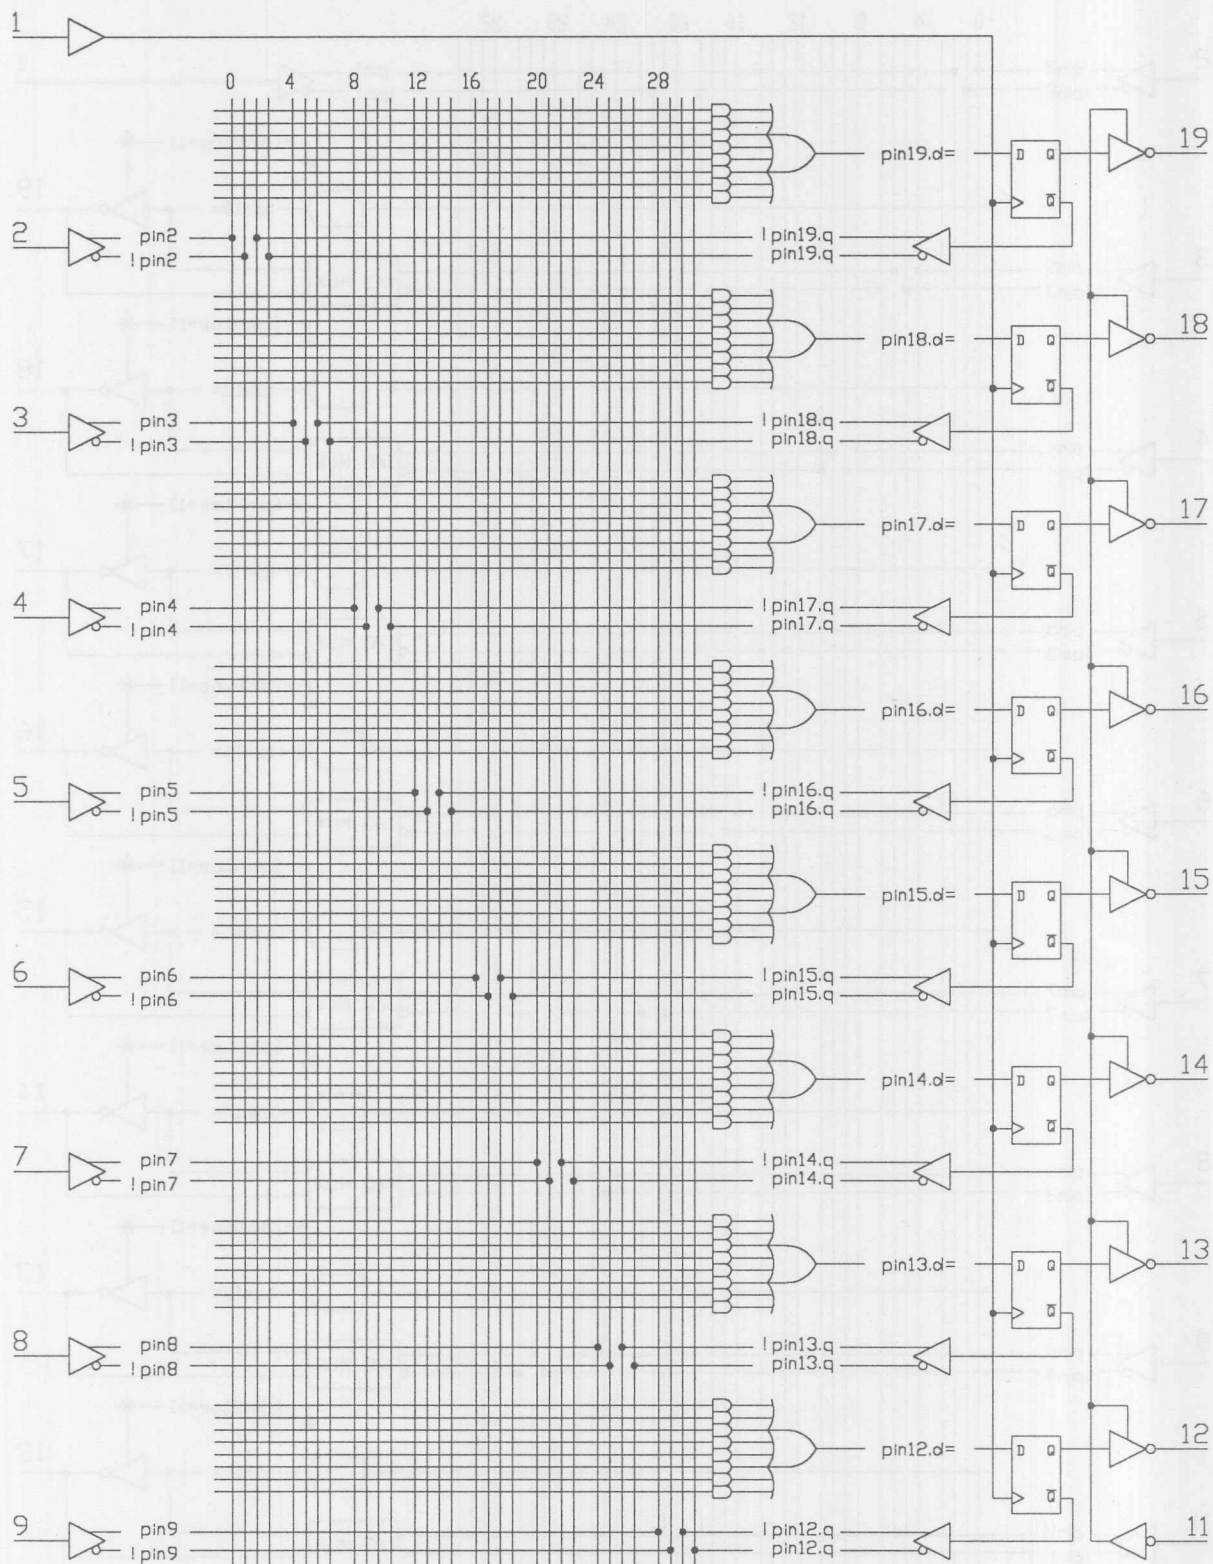 1
0 4 8 12 16 20 24 28
pin19.d= D Q 19
Q
2 pin2 !pin19.q
!pin2 pin19.q
pin18.d= D Q 18
Q
3 pin3 !pin18.q
!pin3 pin18.q
pin17.d= D Q 17
Q
4 pin4 !pin17.q
!pin4 pin17.q
pin16.d= D Q 16
Q
5 pin5 !pin16.q
!pin5 pin16.q
pin15.d= D Q 15
Q
6 pin6 !pin15.q
!pin6 pin15.q
pin14.d= D Q 14
Q
7 pin7 !pin14.q
!pin7 pin14.q
pin13.d= D Q 13
Q
8 pin8 !pin13.q
!pin8 pin13.q
pin12.d= D Q 12
Q
9 pin9 !pin12.q 11
!pin9 pin12.q